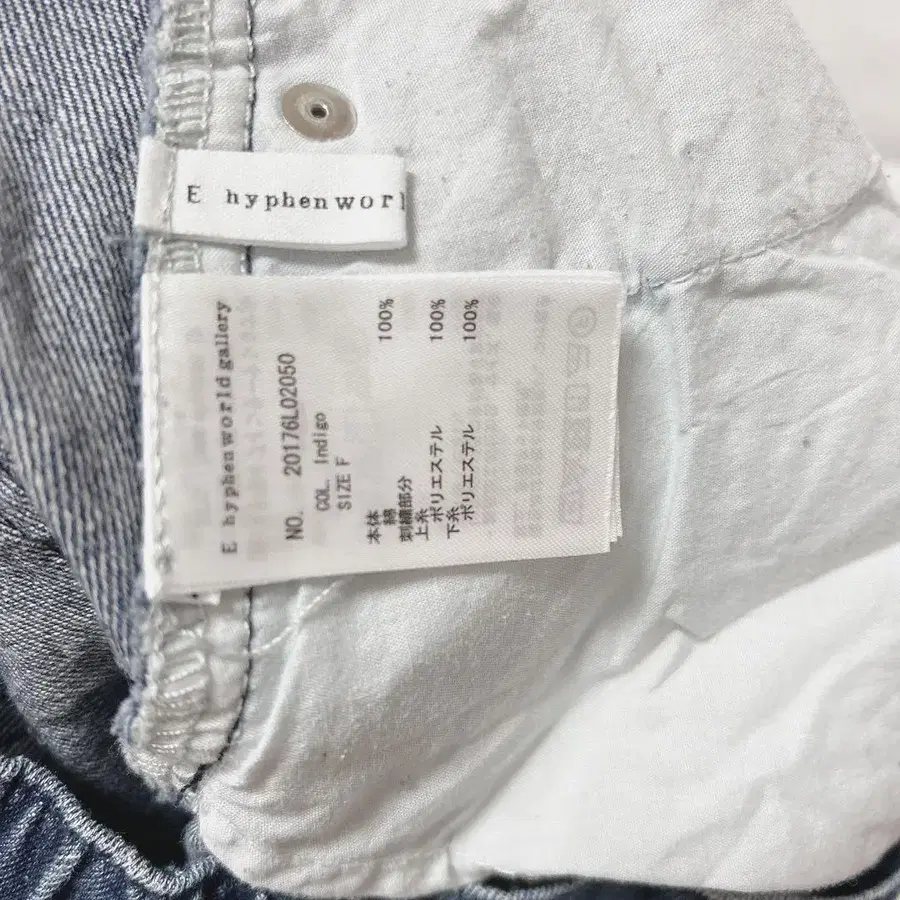 E hyphenworl
E hyphenworld gallery
NO. 20176L02050
COL. Indigo
SIZE F
本体
綿 100%
刺繍部分
上糸
ポリエステル 100%
下糸
ポリエステル 100%